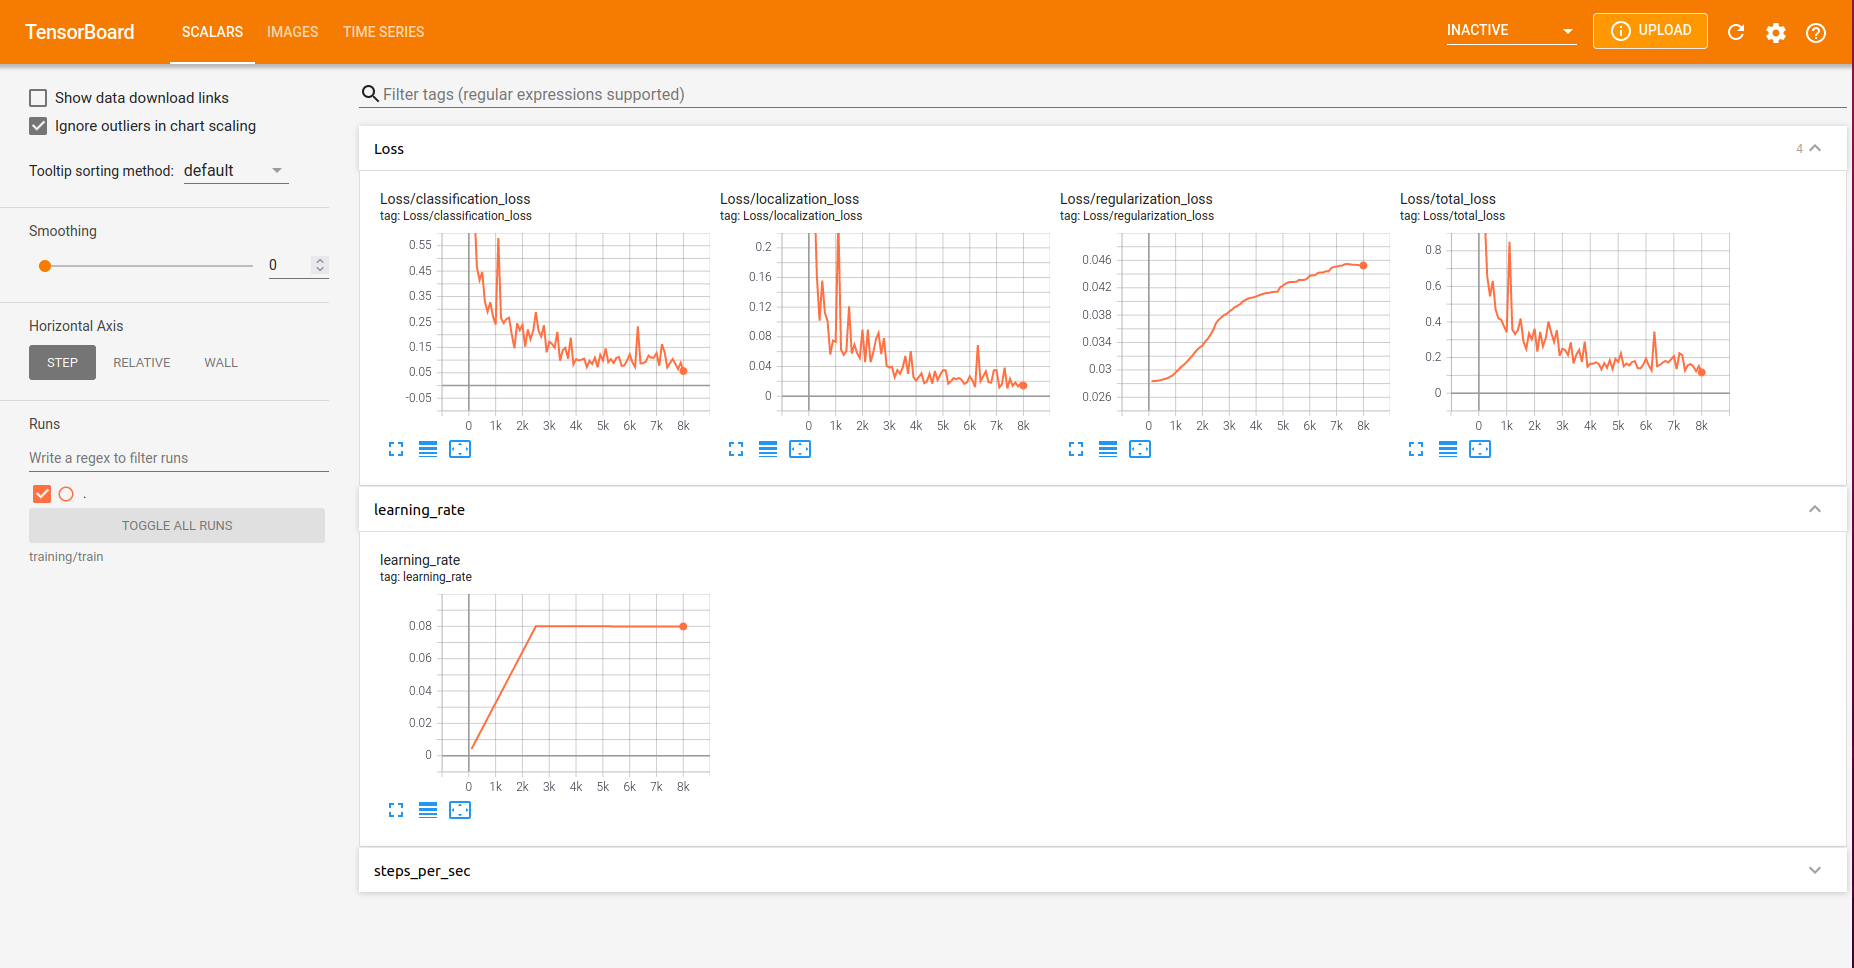 TensorBoard SCALARS IMAGES TIME SERIES INACTIVE UPLOAD
Show data download links
Ignore outliers in chart scaling
Tooltip sorting method: default
Smoothing
0
Horizontal Axis
STEP RELATIVE WALL
Runs
Write a regex to filter runs
.
TOGGLE ALL RUNS
training/train
Filter tags (regular expressions supported)
Loss 4
Loss/classification_loss
tag: Loss/classification_loss
0.55
0.45
0.35
0.25
0.15
0.05
-0.05
0 1k 2k 3k 4k 5k 6k 7k 8k
Loss/localization_loss
tag: Loss/localization_loss
0.2
0.16
0.12
0.08
0.04
0
0 1k 2k 3k 4k 5k 6k 7k 8k
Loss/regularization_loss
tag: Loss/regularization_loss
0.046
0.042
0.038
0.034
0.03
0.026
0 1k 2k 3k 4k 5k 6k 7k 8k
Loss/total_loss
tag: Loss/total_loss
0.8
0.6
0.4
0.2
0
0 1k 2k 3k 4k 5k 6k 7k 8k
learning_rate
learning_rate
tag: learning_rate
0.08
0.06
0.04
0.02
0
0 1k 2k 3k 4k 5k 6k 7k 8k
steps_per_sec